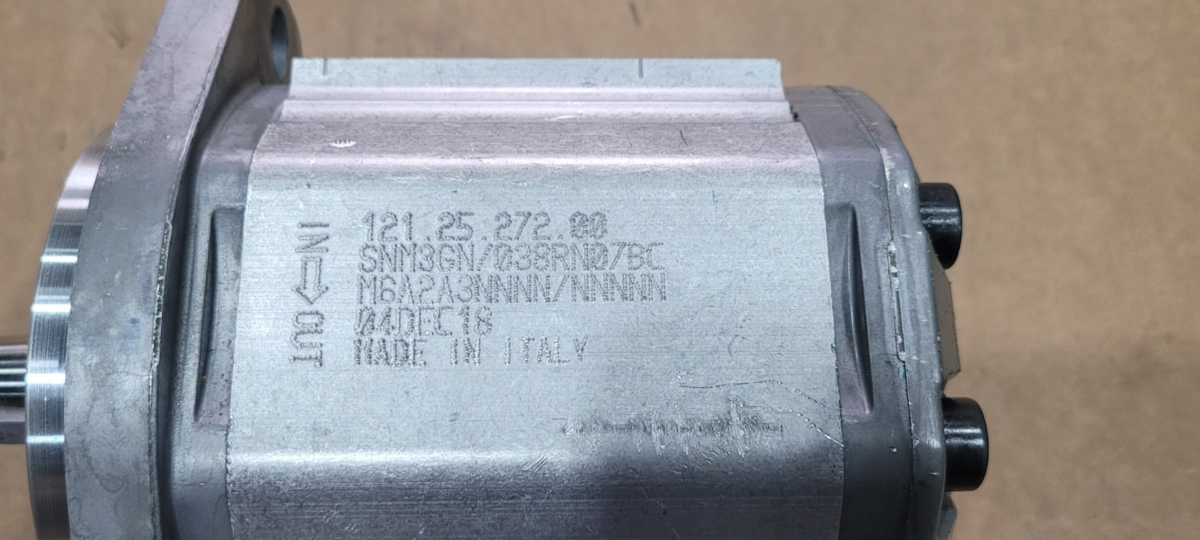 IN OUT
121.25.272.00
SNM3GN/038RN07BC
M6A2A3NNNN/NNNNN
04DEC18
MADE IN ITALY